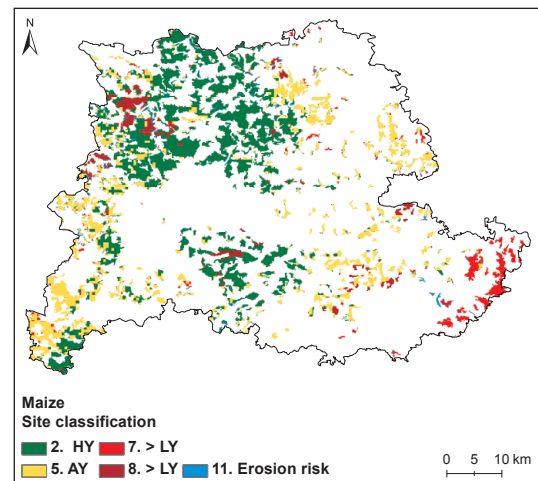 N
Maize
Site classification
2. HY 7. > LY
5. AY 8. > LY 11. Erosion risk
0 5 10 km